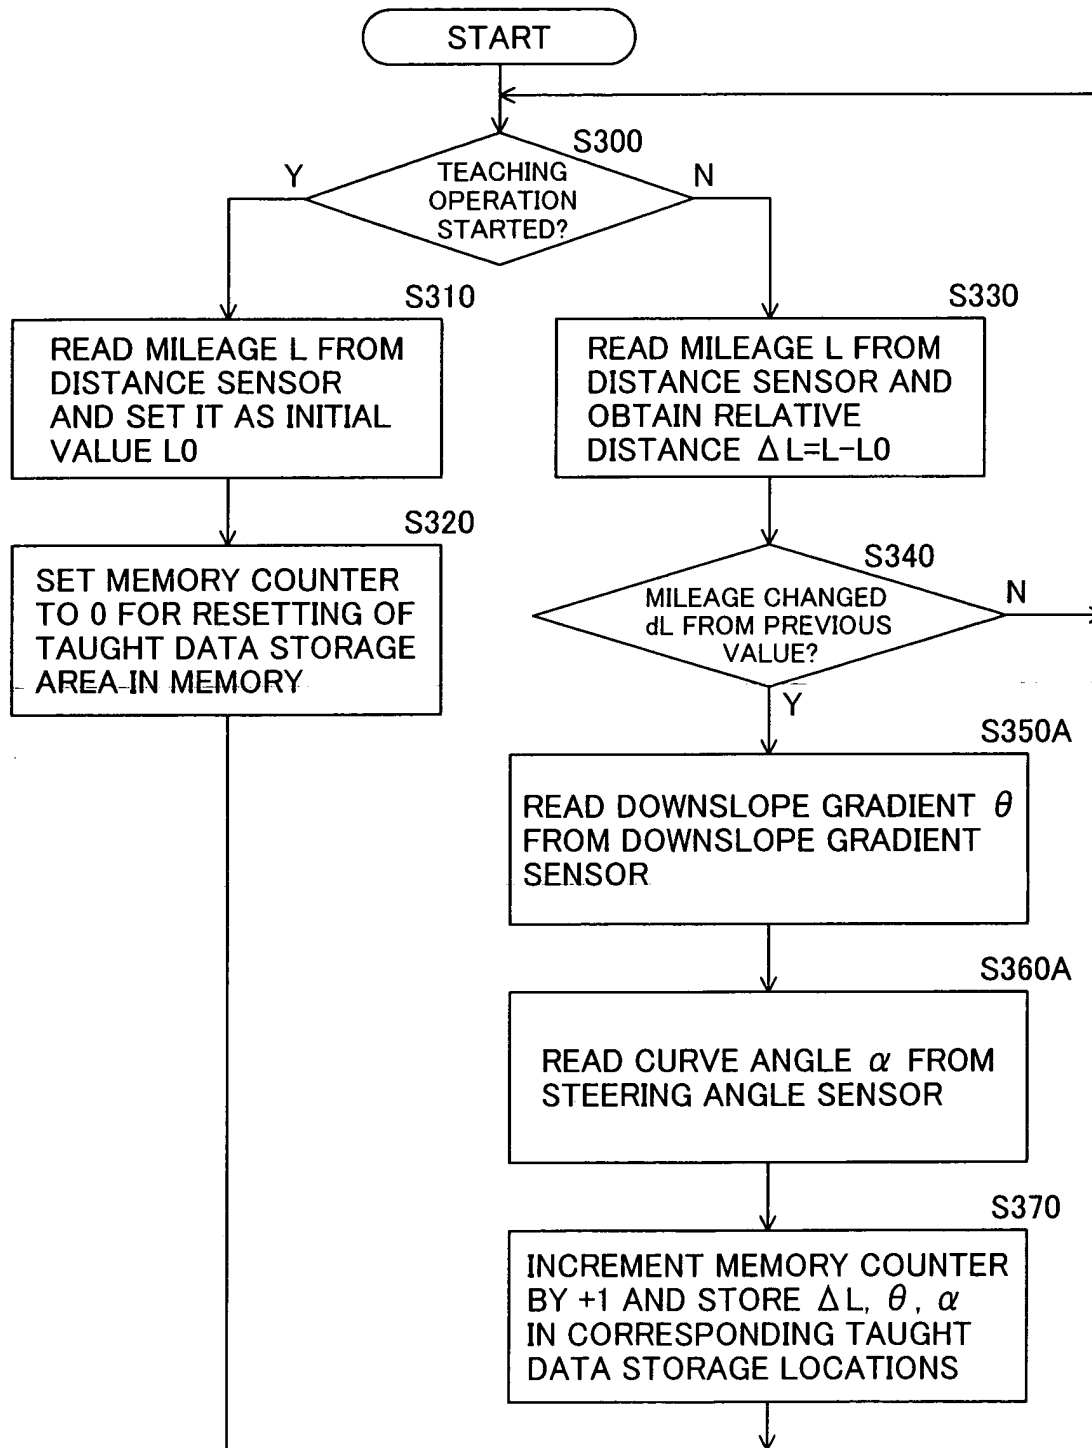 START
S300
Y
TEACHING
OPERATION
STARTED?
N
S310
READ MILEAGE L FROM
DISTANCE SENSOR
AND SET IT AS INITIAL
VALUE L0
S330
READ MILEAGE L FROM
DISTANCE SENSOR AND
OBTAIN RELATIVE
DISTANCE ΔL=L-L0
S320
SET MEMORY COUNTER
TO 0 FOR RESETTING OF
TAUGHT DATA STORAGE
AREA IN MEMORY
S340
MILEAGE CHANGED
dL FROM PREVIOUS
VALUE?
N
Y
S350A
READ DOWNSLOPE GRADIENT θ
FROM DOWNSLOPE GRADIENT
SENSOR
S360A
READ CURVE ANGLE α FROM
STEERING ANGLE SENSOR
S370
INCREMENT MEMORY COUNTER
BY +1 AND STORE ΔL, θ, α
IN CORRESPONDING TAUGHT
DATA STORAGE LOCATIONS